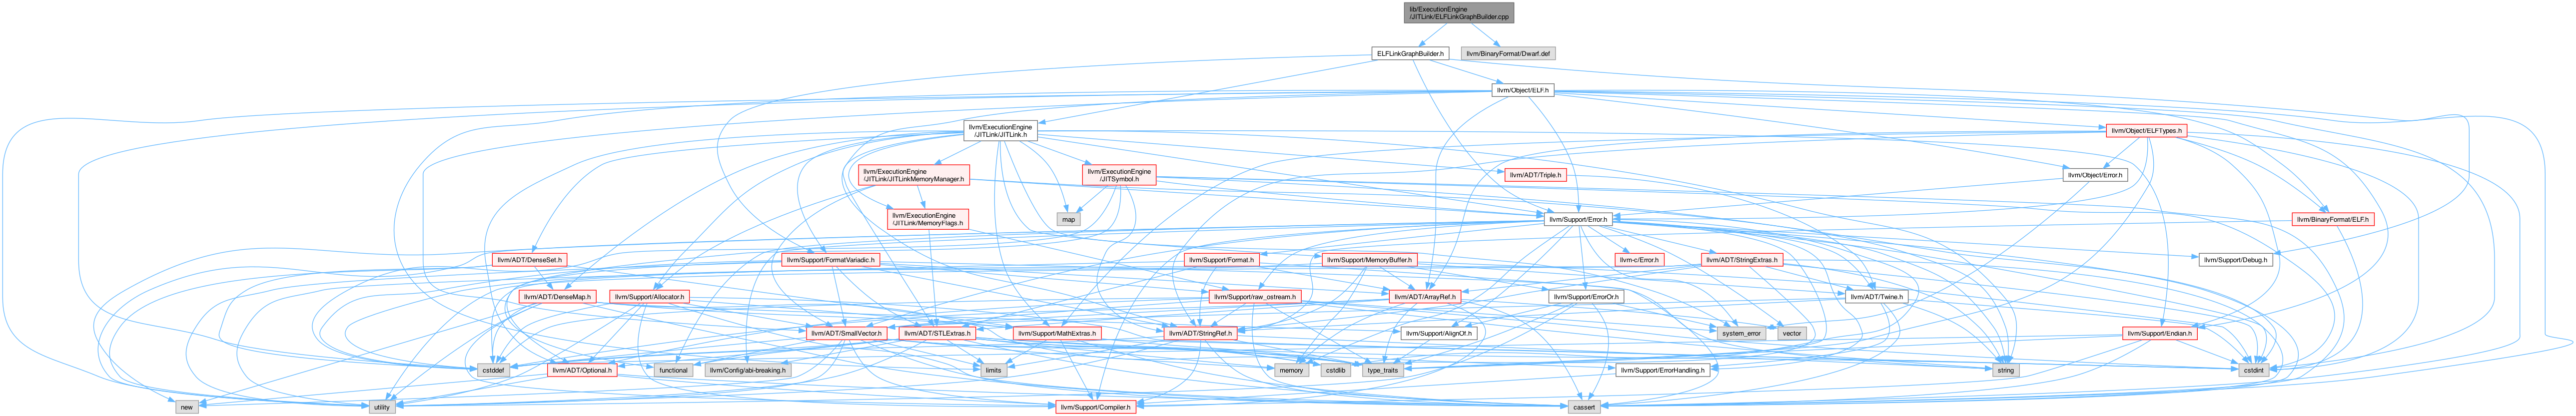 lib/ExecutionEngine
/JITLink/ELFLinkGraphBuilder.cpp
ELFLinkGraphBuilder.h
llvm/BinaryFormat/Dwarf.def
llvm/Object/ELF.h
llvm/ExecutionEngine
/JITLink/JITLink.h
llvm/Object/ELFTypes.h
llvm/ExecutionEngine
/JITLink/JITLinkMemoryManager.h
llvm/ExecutionEngine
/JITSymbol.h
llvm/ADT/Triple.h
llvm/Object/Error.h
llvm/ExecutionEngine
/JITLink/MemoryFlags.h
map
llvm/Support/Error.h
llvm/BinaryFormat/ELF.h
llvm/ADT/DenseSet.h
llvm/Support/FormatVariadic.h
llvm/Support/Format.h
llvm/Support/MemoryBuffer.h
llvm-c/Error.h
llvm/ADT/StringExtras.h
llvm/Support/Debug.h
llvm/ADT/DenseMap.h
llvm/Support/Allocator.h
llvm/Support/raw_ostream.h
llvm/ADT/ArrayRef.h
llvm/Support/ErrorOr.h
llvm/ADT/Twine.h
llvm/ADT/SmallVector.h
llvm/ADT/STLExtras.h
llvm/Support/MathExtras.h
llvm/ADT/StringRef.h
llvm/Support/AlignOf.h
system_error
vector
llvm/Support/Endian.h
cstddef
llvm/ADT/Optional.h
functional
llvm/Config/abi-breaking.h
limits
memory
cstdlib
type_traits
llvm/Support/ErrorHandling.h
string
cstdint
new
utility
llvm/Support/Compiler.h
cassert